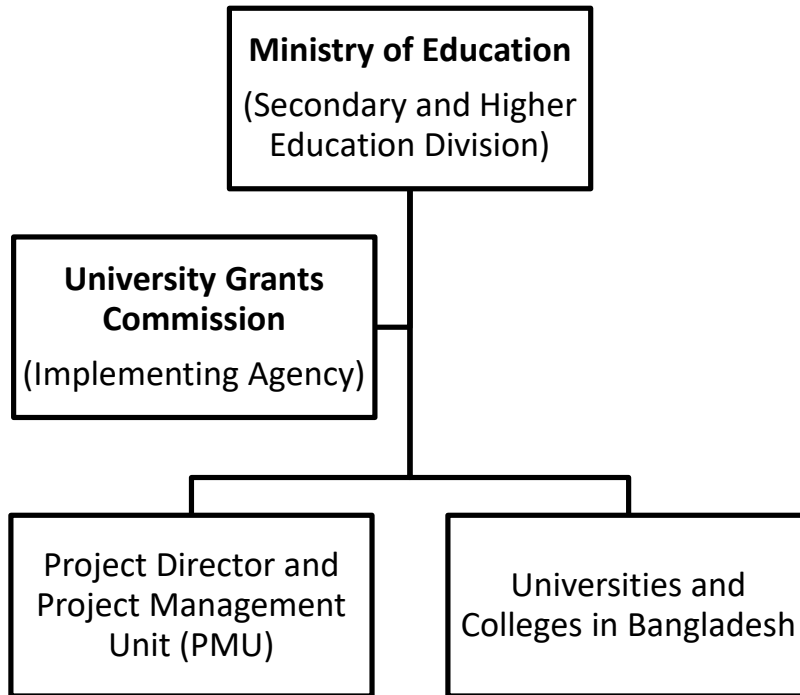 Ministry of Education
(Secondary and Higher
Education Division)
University Grants
Commission
(Implementing Agency)
Project Director and
Project Management
Unit (PMU)
Universities and
Colleges in Bangladesh